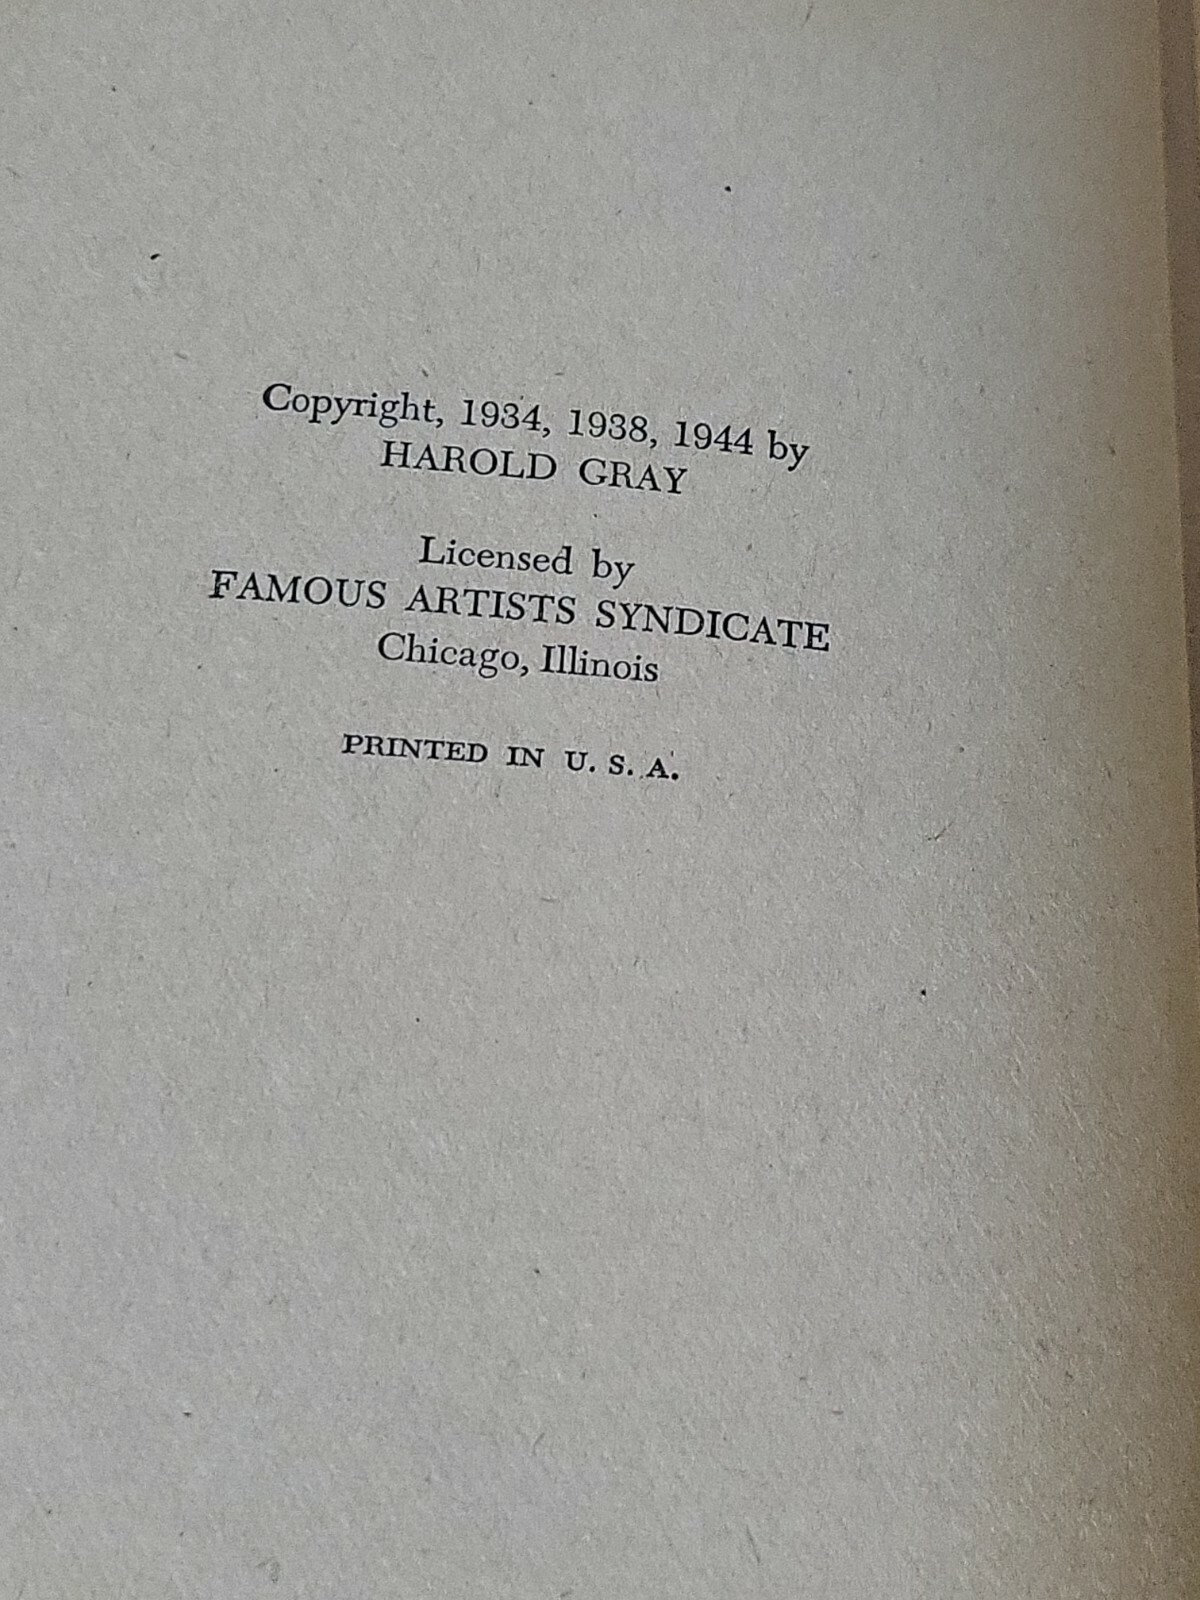 Copyright, 1934, 1938, 1944 by
HAROLD GRAY
Licensed by
FAMOUS ARTISTS SYNDICATE
Chicago, Illinois
PRINTED IN U. S. A.